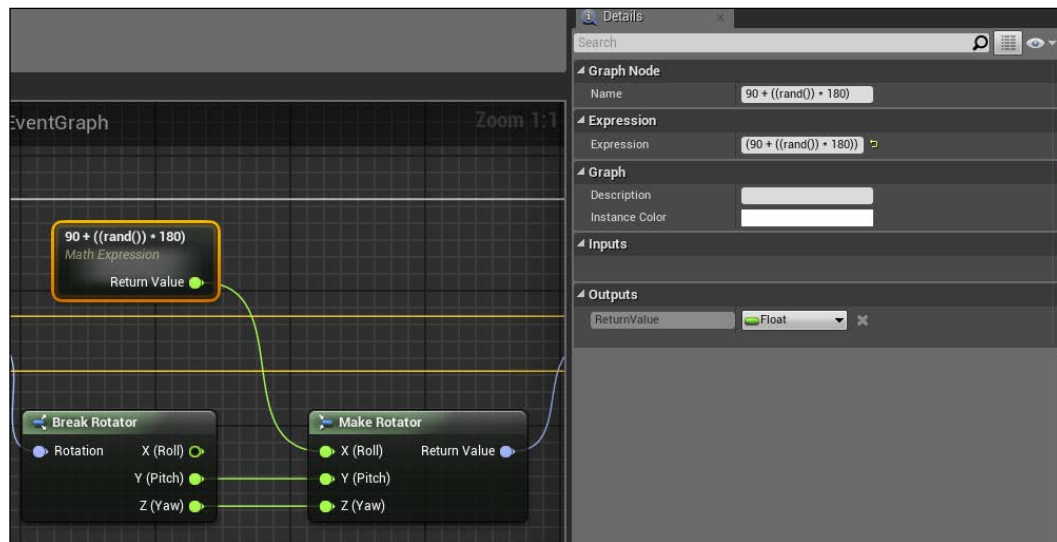 EventGraph
Zoom 1:1
90 + ((rand()) * 180)
Math Expression
Return Value
Break Rotator
Rotation
X (Roll)
Y (Pitch)
Z (Yaw)
Make Rotator
X (Roll)
Return Value
Y (Pitch)
Z (Yaw)
Details
Search
Graph Node
Name
90 + ((rand()) * 180)
Expression
Expression
(90 + ((rand()) * 180))
Graph
Description
Instance Color
Inputs
Outputs
ReturnValue
Float